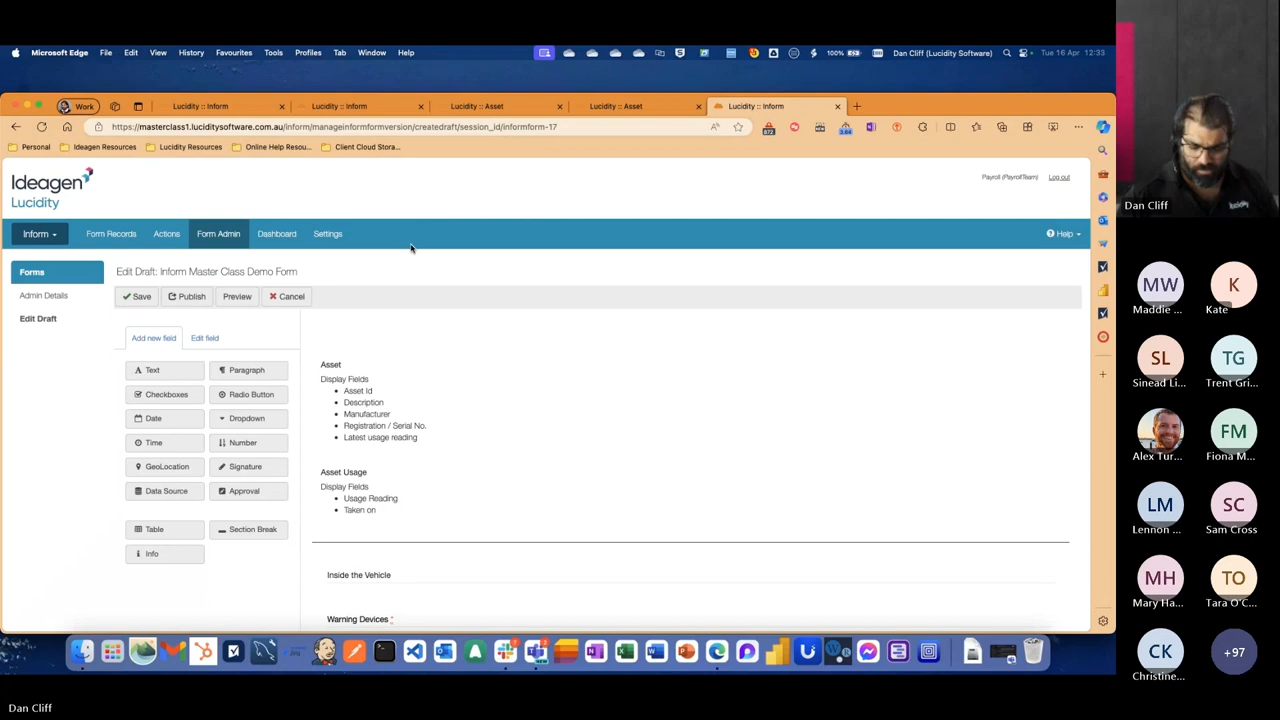 Microsoft Edge File Edit View History Favourites Tools Profiles Tab Window Help
100% Dan Cliff (Lucidity Software) Tue 16 Apr 12:33
Work Lucidity :: Inform Lucidity :: Inform Lucidity :: Asset Lucidity :: Asset Lucidity :: Inform
https://masterclass1.luciditysoftware.com.au/inform/manageinformformversion/createdraft/session_id/informform-17
Personal Ideagen Resources Lucidity Resources Online Help Resou... Client Cloud Stora...
Ideagen
Lucidity
Payroll (PayrollTeam) Log out
Inform Form Records Actions Form Admin Dashboard Settings Help
Forms
Admin Details
Edit Draft
Edit Draft: Inform Master Class Demo Form
Save Publish Preview Cancel
Add new field Edit field
Text Paragraph
Checkboxes Radio Button
Date Dropdown
Time Number
GeoLocation Signature
Data Source Approval
Table Section Break
Info
Asset
Display Fields
Asset Id
Description
Manufacturer
Registration / Serial No.
Latest usage reading
Asset Usage
Display Fields
Usage Reading
Taken on
Inside the Vehicle
Warning Devices *
Dan Cliff
MW K
Maddie ... Kate
SL TG
Sinead Li... Trent Gri...
FM
Alex Tur... Fiona M...
LM SC
Lennon ... Sam Cross
MH TO
Mary Ha... Tara O'C...
CK +97
Christine...
Dan Cliff